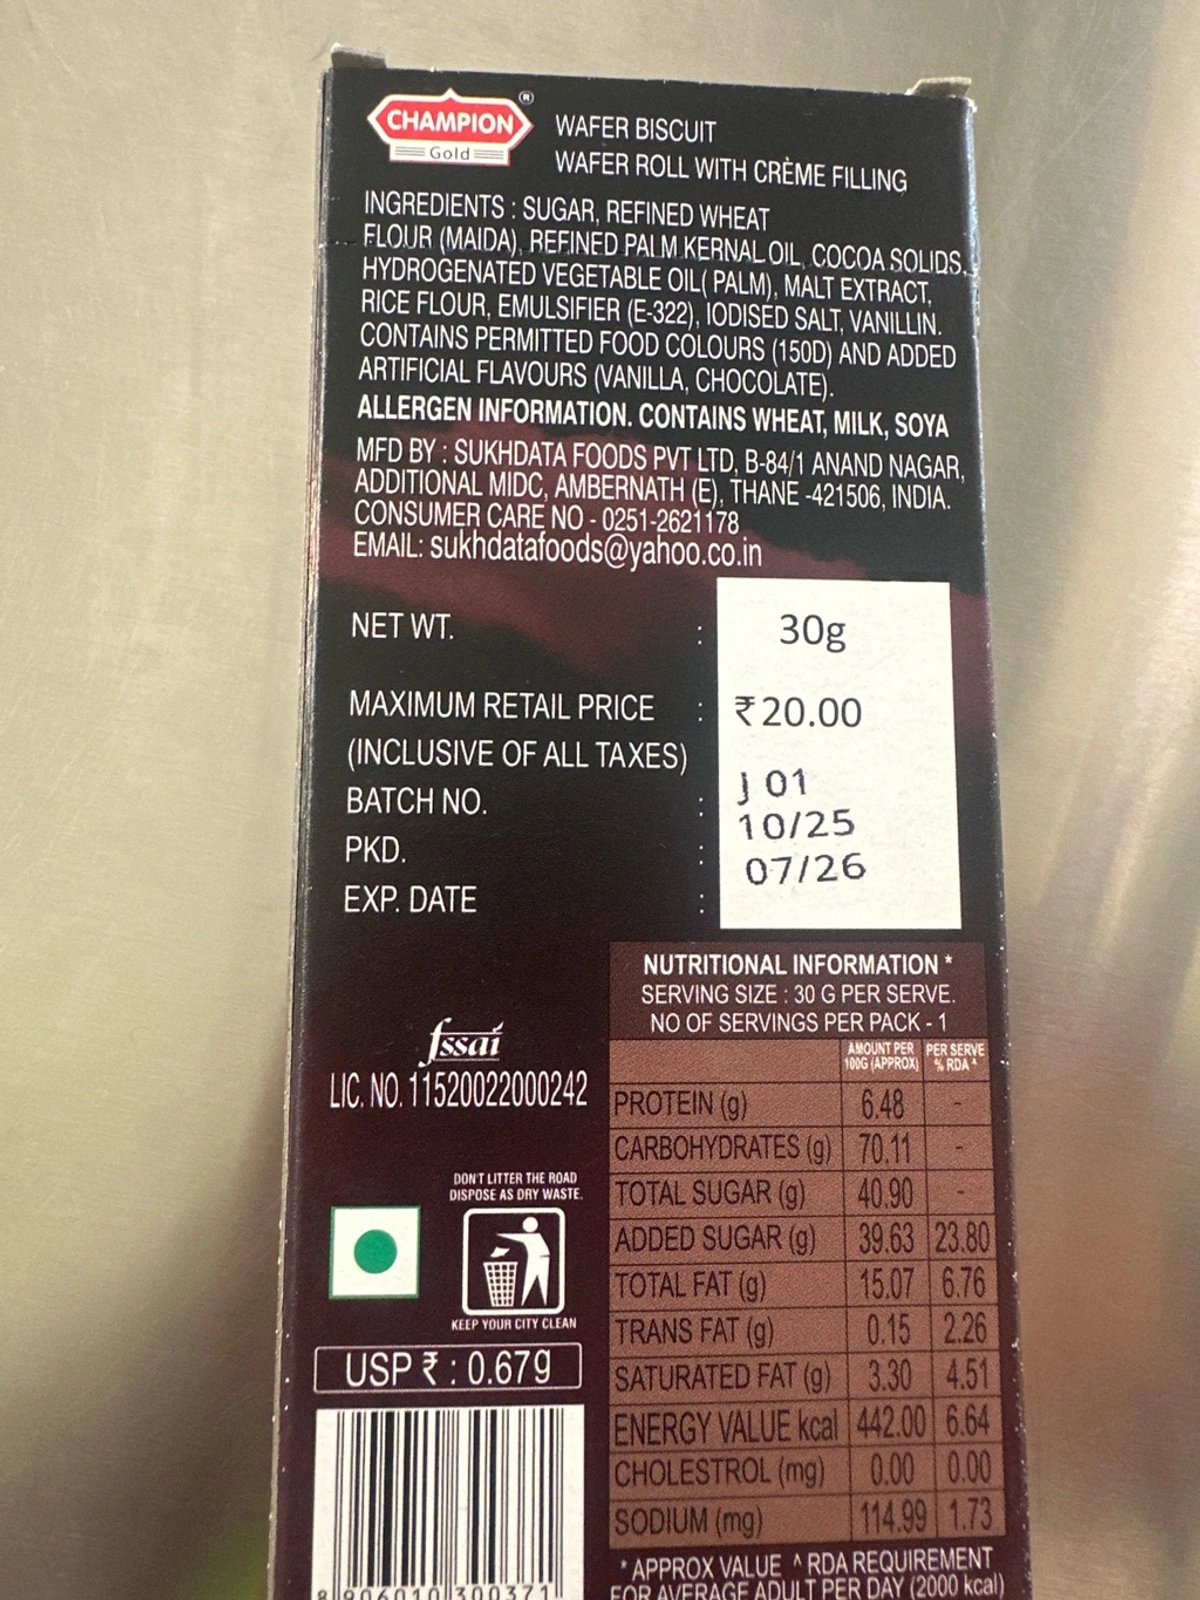 CHAMPION ®
Gold
WAFER BISCUIT
WAFER ROLL WITH CRÈME FILLING
INGREDIENTS : SUGAR, REFINED WHEAT
FLOUR (MAIDA), REFINED PALM KERNAL OIL, COCOA SOLIDS,
HYDROGENATED VEGETABLE OIL( PALM), MALT EXTRACT,
RICE FLOUR, EMULSIFIER (E-322), IODISED SALT, VANILLIN.
CONTAINS PERMITTED FOOD COLOURS (150D) AND ADDED
ARTIFICIAL FLAVOURS (VANILLA, CHOCOLATE).
ALLERGEN INFORMATION. CONTAINS WHEAT, MILK, SOYA
MFD BY : SUKHDATA FOODS PVT LTD, B-84/1 ANAND NAGAR,
ADDITIONAL MIDC, AMBERNATH (E), THANE -421506, INDIA.
CONSUMER CARE NO - 0251-2621178
EMAIL: sukhdatafoods@yahoo.co.in
NET WT. : 30g
MAXIMUM RETAIL PRICE : ₹20.00
(INCLUSIVE OF ALL TAXES)
BATCH NO. : J 01
PKD. : 10/25
EXP. DATE : 07/26
fssai
LIC. NO. 11520022000242
DON'T LITTER THE ROAD
DISPOSE AS DRY WASTE.
KEEP YOUR CITY CLEAN
USP ₹ : 0.67g
8 906010 300371
NUTRITIONAL INFORMATION *
SERVING SIZE : 30 G PER SERVE.
NO OF SERVINGS PER PACK - 1
AMOUNT PER 100G (APPROX) PER SERVE % RDA ^
PROTEIN (g) 6.48 -
CARBOHYDRATES (g) 70.11 -
TOTAL SUGAR (g) 40.90 -
ADDED SUGAR (g) 39.63 23.80
TOTAL FAT (g) 15.07 6.76
TRANS FAT (g) 0.15 2.26
SATURATED FAT (g) 3.30 4.51
ENERGY VALUE kcal 442.00 6.64
CHOLESTROL (mg) 0.00 0.00
SODIUM (mg) 114.99 1.73
* APPROX VALUE ^ RDA REQUIREMENT
FOR AVERAGE ADULT PER DAY (2000 kcal)